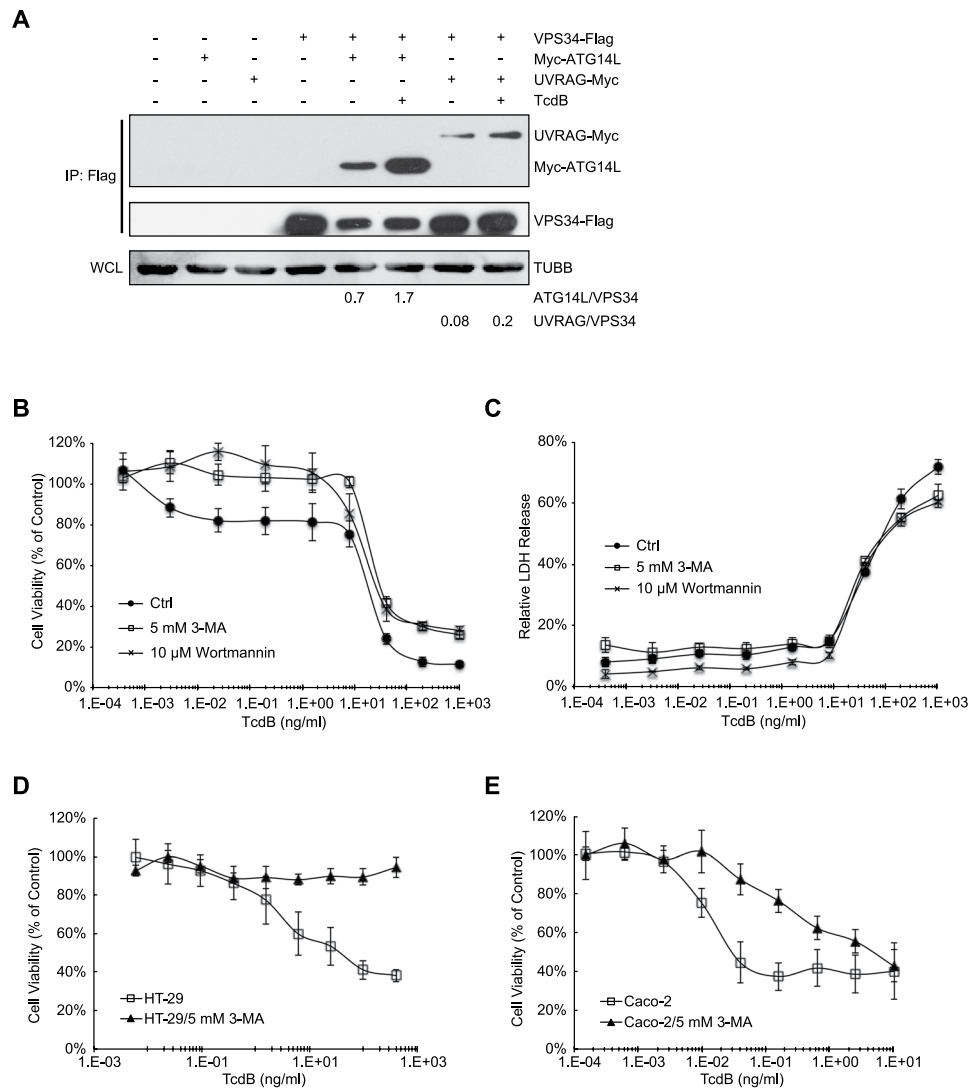 A
- - - + + + + + VPS34-Flag
- + - - + + - - Myc-ATG14L
- - + - - - + + UVRAG-Myc
- - - - - + - + TcdB
UVRAG-Myc
IP: Flag
Myc-ATG14L
VPS34-Flag
WCL
TUBB
0.7 1.7 ATG14L/VPS34
0.08 0.2 UVRAG/VPS34
B
Cell Viability (% of Control)
120%
100%
80%
60%
40%
20%
0%
Ctrl
5 mM 3-MA
10 µM Wortmannin
1.E-04 1.E-03 1.E-02 1.E-01 1.E+00 1.E+01 1.E+02 1.E+03
TcdB (ng/ml)
C
Relative LDH Release
80%
60%
40%
20%
0%
Ctrl
5 mM 3-MA
10 µM Wortmannin
1.E-04 1.E-03 1.E-02 1.E-01 1.E+00 1.E+01 1.E+02 1.E+03
TcdB (ng/ml)
D
Cell Viability (% of Control)
120%
100%
80%
60%
40%
20%
0%
HT-29
HT-29/5 mM 3-MA
1.E-03 1.E-01 1.E+01 1.E+03
TcdB (ng/ml)
E
Cell Viability (% of Control)
120%
100%
80%
60%
40%
20%
0%
Caco-2
Caco-2/5 mM 3-MA
1.E-04 1.E-03 1.E-02 1.E-01 1.E+00 1.E+01
TcdB (ng/ml)